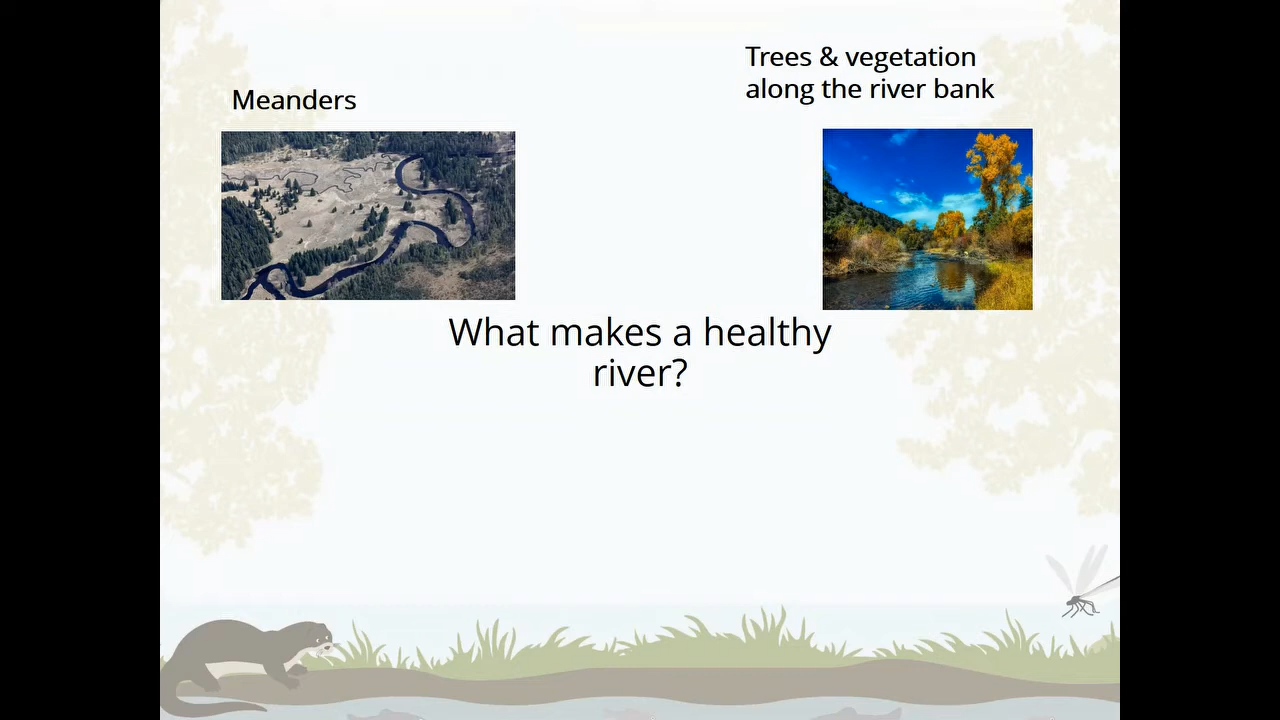 Meanders
Trees & vegetation
along the river bank
What makes a healthy
river?